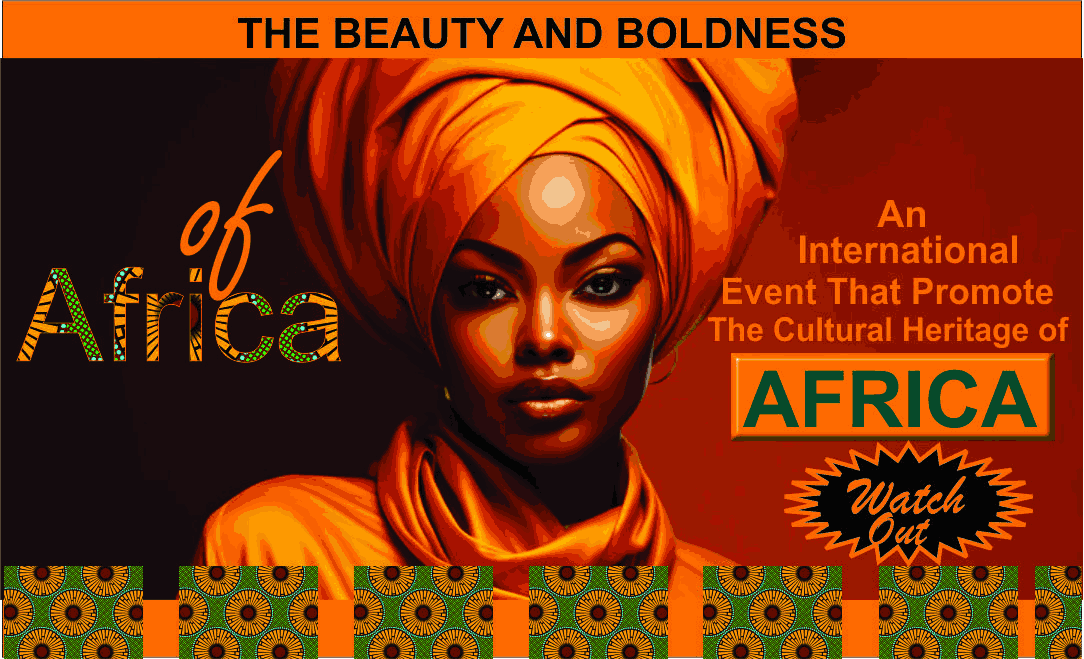 THE BEAUTY AND BOLDNESS
of
Africa
An
International
Event That Promote
The Cultural Heritage of
AFRICA
Watch
Out